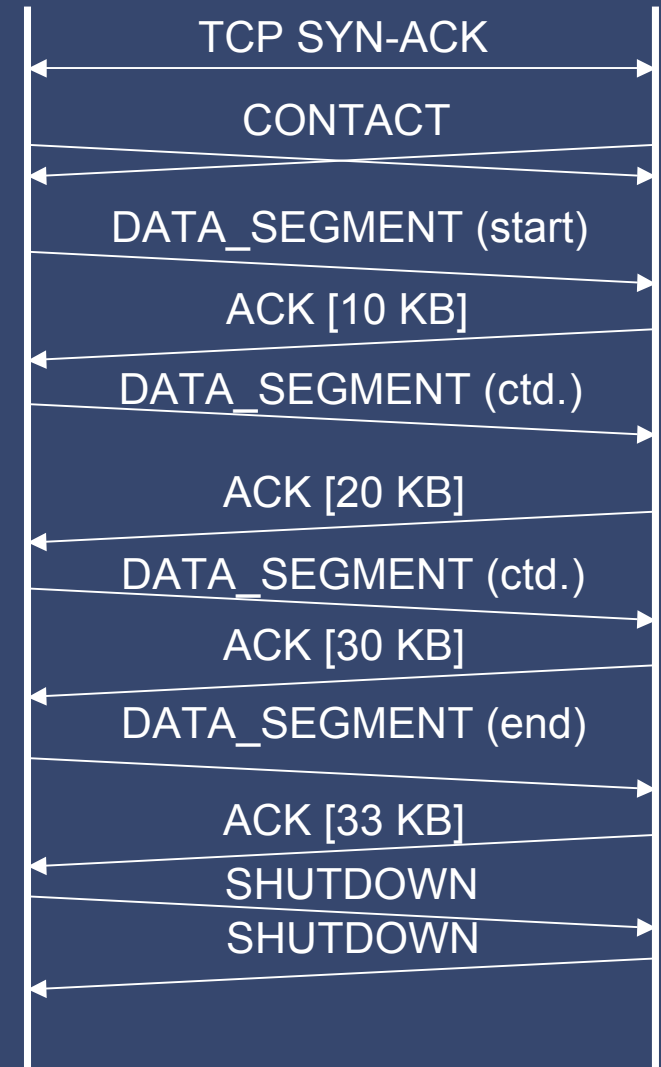 TCP SYN-ACK
CONTACT
DATA_SEGMENT (start)
ACK [10 KB]
DATA_SEGMENT (ctd.)
ACK [20 KB]
DATA_SEGMENT (ctd.)
ACK [30 KB]
DATA_SEGMENT (end)
ACK [33 KB]
SHUTDOWN
SHUTDOWN